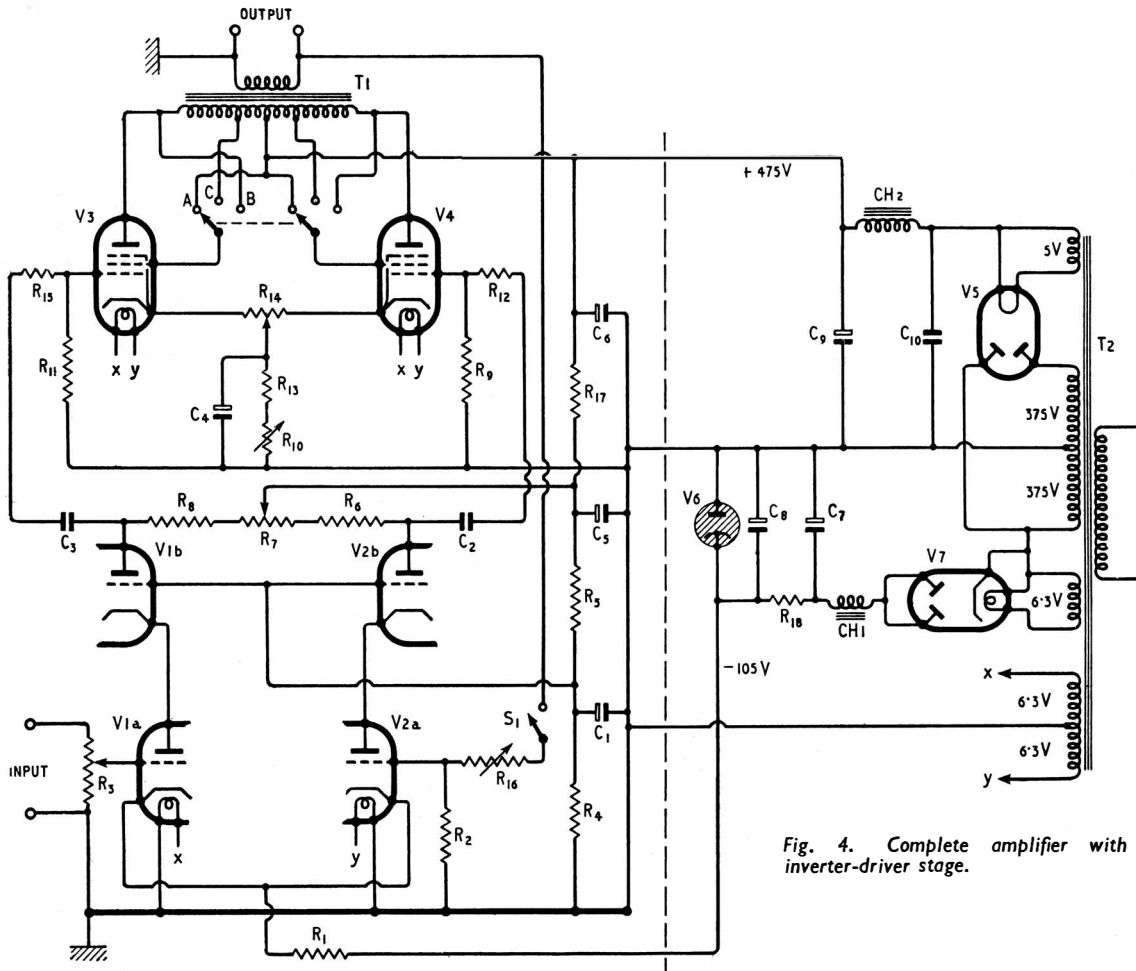 OUTPUT
T1
+ 475V
CH2
5V
A
C
B
V3
V4
V5
T2
R15
R14
R12
C6
C9
C10
R11
R13
R9
R17
375V
C4
R10
375V
R8
R6
V6
C8
C7
C3
R7
C2
C5
V1b
V2b
V7
R5
R18
6·3V
CH1
-105V
x
V1a
V2a
S1
C1
6·3V
INPUT
R3
R16
6·3V
y
R2
R4
x
y
x y
x y
R1
Fig. 4. Complete amplifier with
inverter-driver stage.